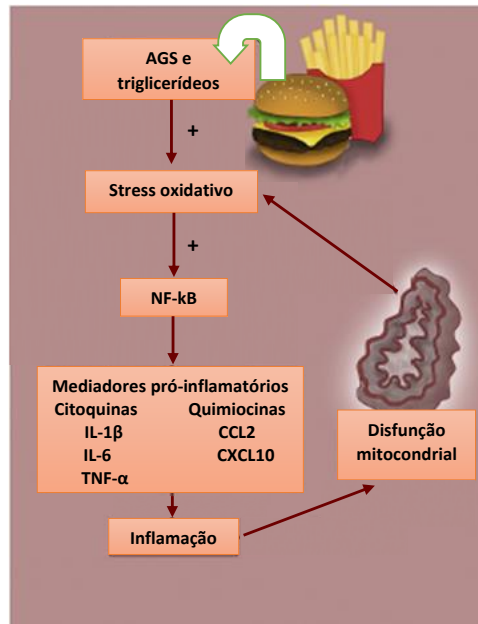 AGS e
triglicerídeos
+
Stress oxidativo
+
NF-kB
Mediadores pró-inflamatórios
Citoquinas Quimiocinas
IL-1β CCL2
IL-6 CXCL10
TNF-α
Disfunção
mitocondrial
Inflamação